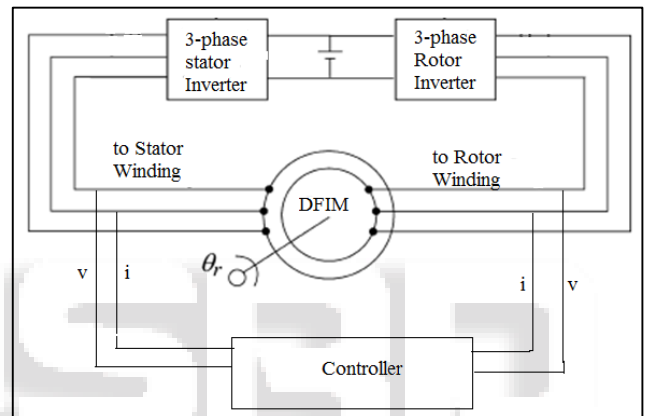 3-phase
stator
Inverter
3-phase
Rotor
Inverter
to Stator
Winding
to Rotor
Winding
DFIM
θr
v
i
i
v
Controller